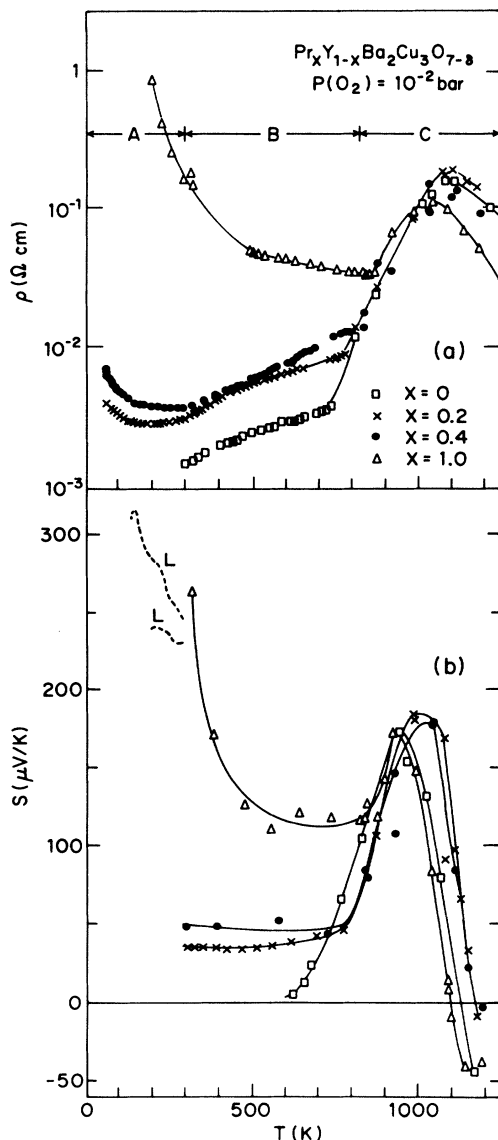 PrxY1-xBa2Cu3O7-δ
P(O2) = 10-2 bar
A B C
1
10-1
10-2
10-3
ρ(Ω cm)
(a)
X = 0
X = 0.2
X = 0.4
X = 1.0
300
200
100
0
-50
S(μV/K)
L
L
(b)
0 500 1000
T(K)